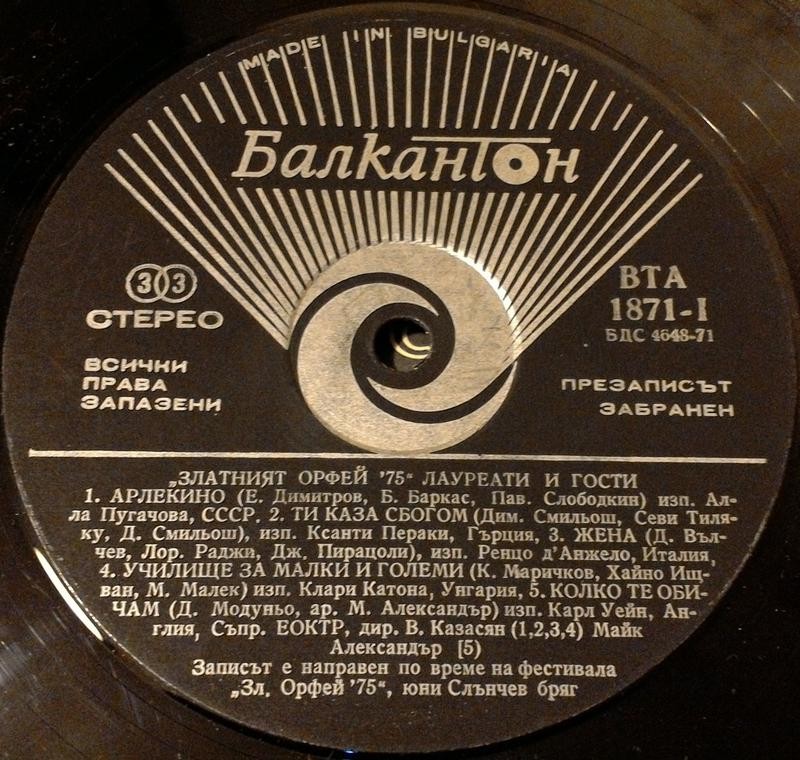 MADE IN BULGARIA
Балкантон
33
СТЕРЕО
ВСИЧКИ
ПРАВА
ЗАПАЗЕНИ
ВТА
1871-I
БДС 4648-71
ПРЕЗАПИСЪТ
ЗАБРАНЕН
„ЗЛАТНИЯТ ОРФЕЙ '75“ ЛАУРЕАТИ И ГОСТИ
1. АРЛЕКИНО (Е. Димитров, Б. Баркас, Пав. Слободкин) изп. Ал-
ла Пугачова, СССР. 2. ТИ КАЗА СБОГОМ (Дим. Смильош, Севи Тиля-
ку, Д. Смильош), изп. Ксанти Пераки, Гърция, 3. ЖЕНА (Д. Въл-
чев, Лор. Раджи, Дж. Пирацоли), изп. Ренцо д'Анжело, Италия,
4. УЧИЛИЩЕ ЗА МАЛКИ И ГОЛЕМИ (К. Маричков, Хайно Ищ-
ван, М. Малек) изп. Клари Катона, Унгария, 5. КОЛКО ТЕ ОБИ-
ЧАМ (Д. Модуньо, ар. М. Александър) изп. Карл Уейн, Ан-
глия, Съпр. ЕОКТР, дир. В. Казасян (1,2,3,4) Майк
Александър [5)
Записът е направен по време на фестивала
„Зл. Орфей '75“, юни Слънчев бряг